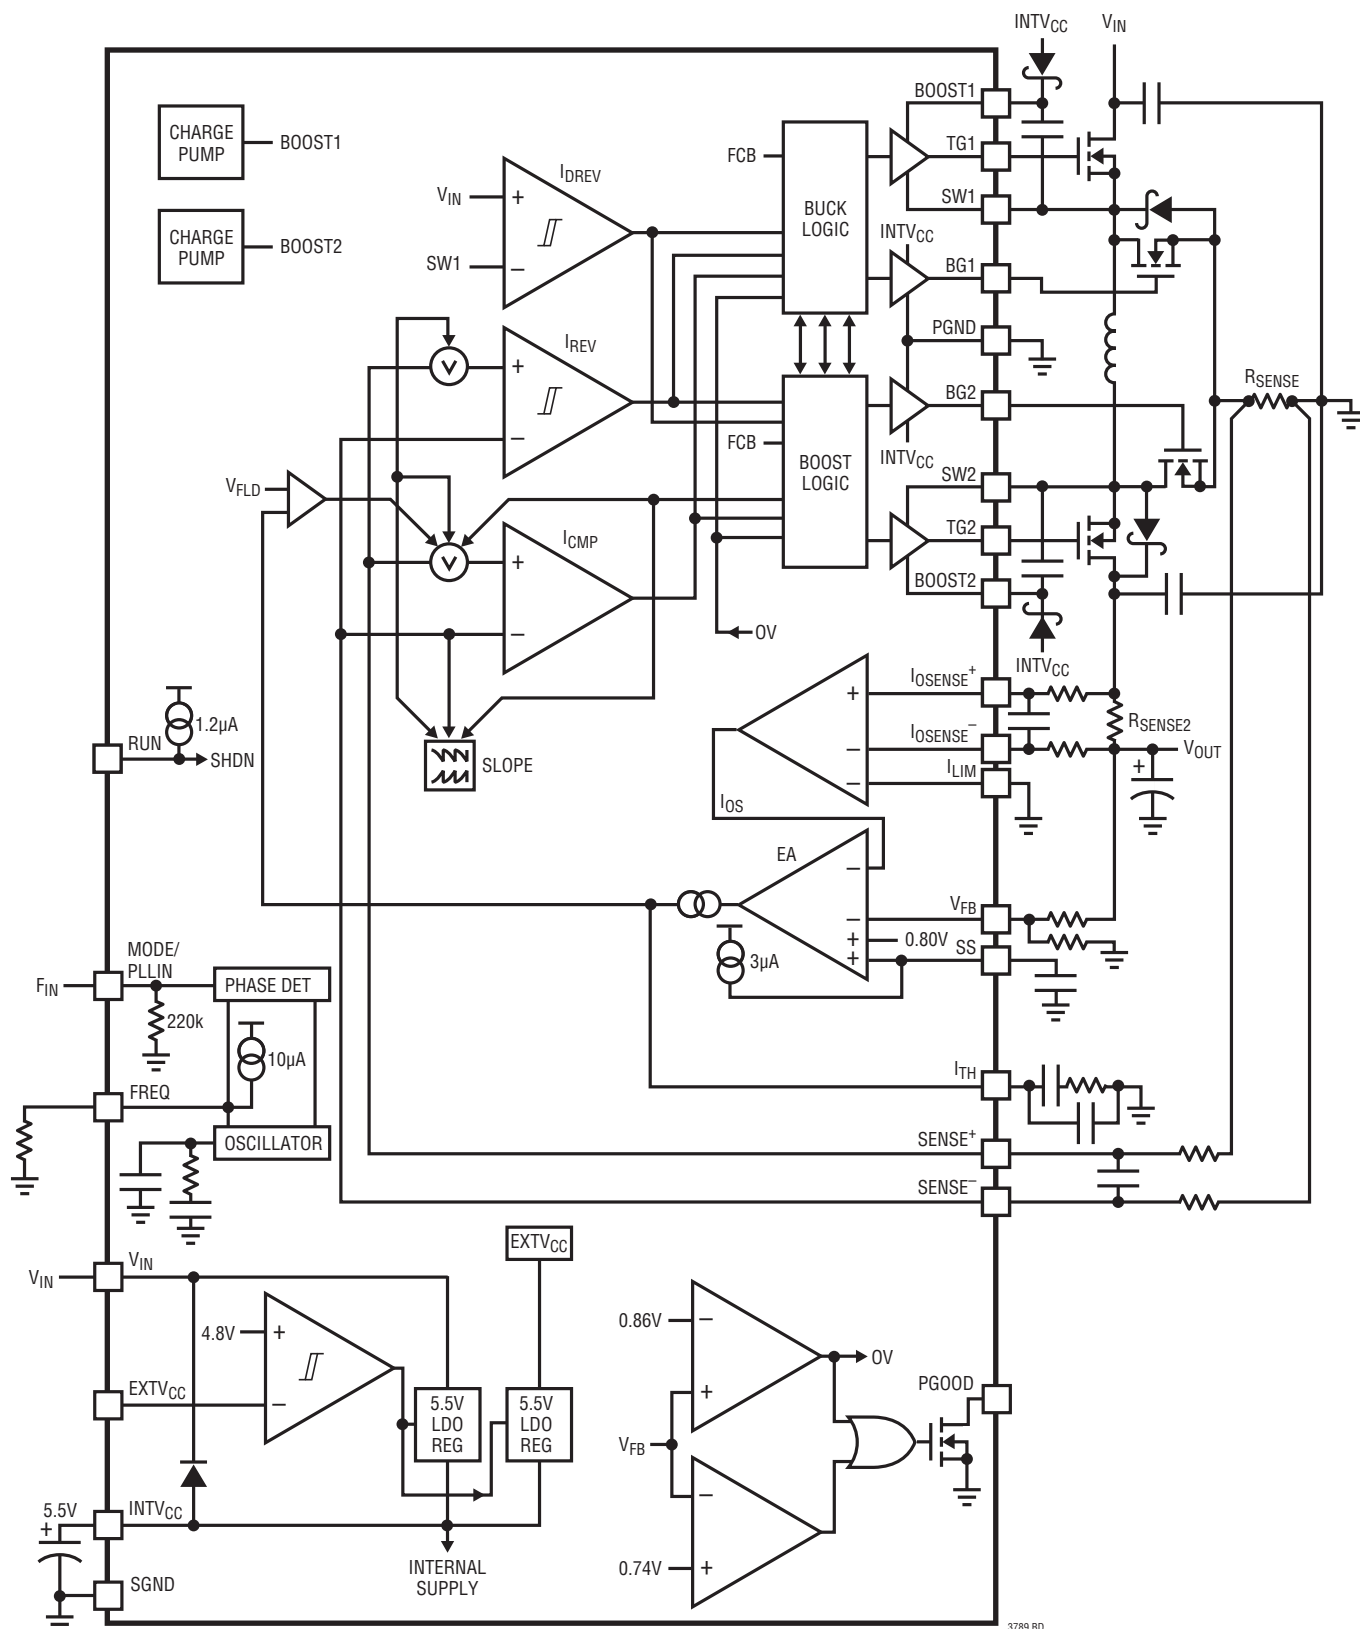 INTVCC
VIN
CHARGE
PUMP
BOOST1
CHARGE
PUMP
BOOST2
IDREV
VIN
+
SW1
–
FCB
BUCK
LOGIC
BOOST1
TG1
SW1
INTVCC
BG1
PGND
IREV
+
–
FCB
BOOST
LOGIC
BG2
INTVCC
SW2
TG2
BOOST2
INTVCC
RSENSE
VFLD
V
V
ICMP
+
–
OV
SLOPE
1.2µA
RUN
SHDN
IOSENSE+
+
IOSENSE–
–
ILIM
–
RSENSE2
VOUT
+
IOS
EA
–
VFB
–
0.80V
+
SS
+
3µA
MODE/
PLLIN
FIN
PHASE DET
220k
10µA
FREQ
OSCILLATOR
ITH
SENSE+
SENSE–
VIN
VIN
EXTVCC
4.8V
+
EXTVCC
–
5.5V
LDO
REG
5.5V
LDO
REG
5.5V
+
INTVCC
SGND
INTERNAL
SUPPLY
0.86V
–
+
OV
VFB
–
0.74V
+
PGOOD
3789 BD